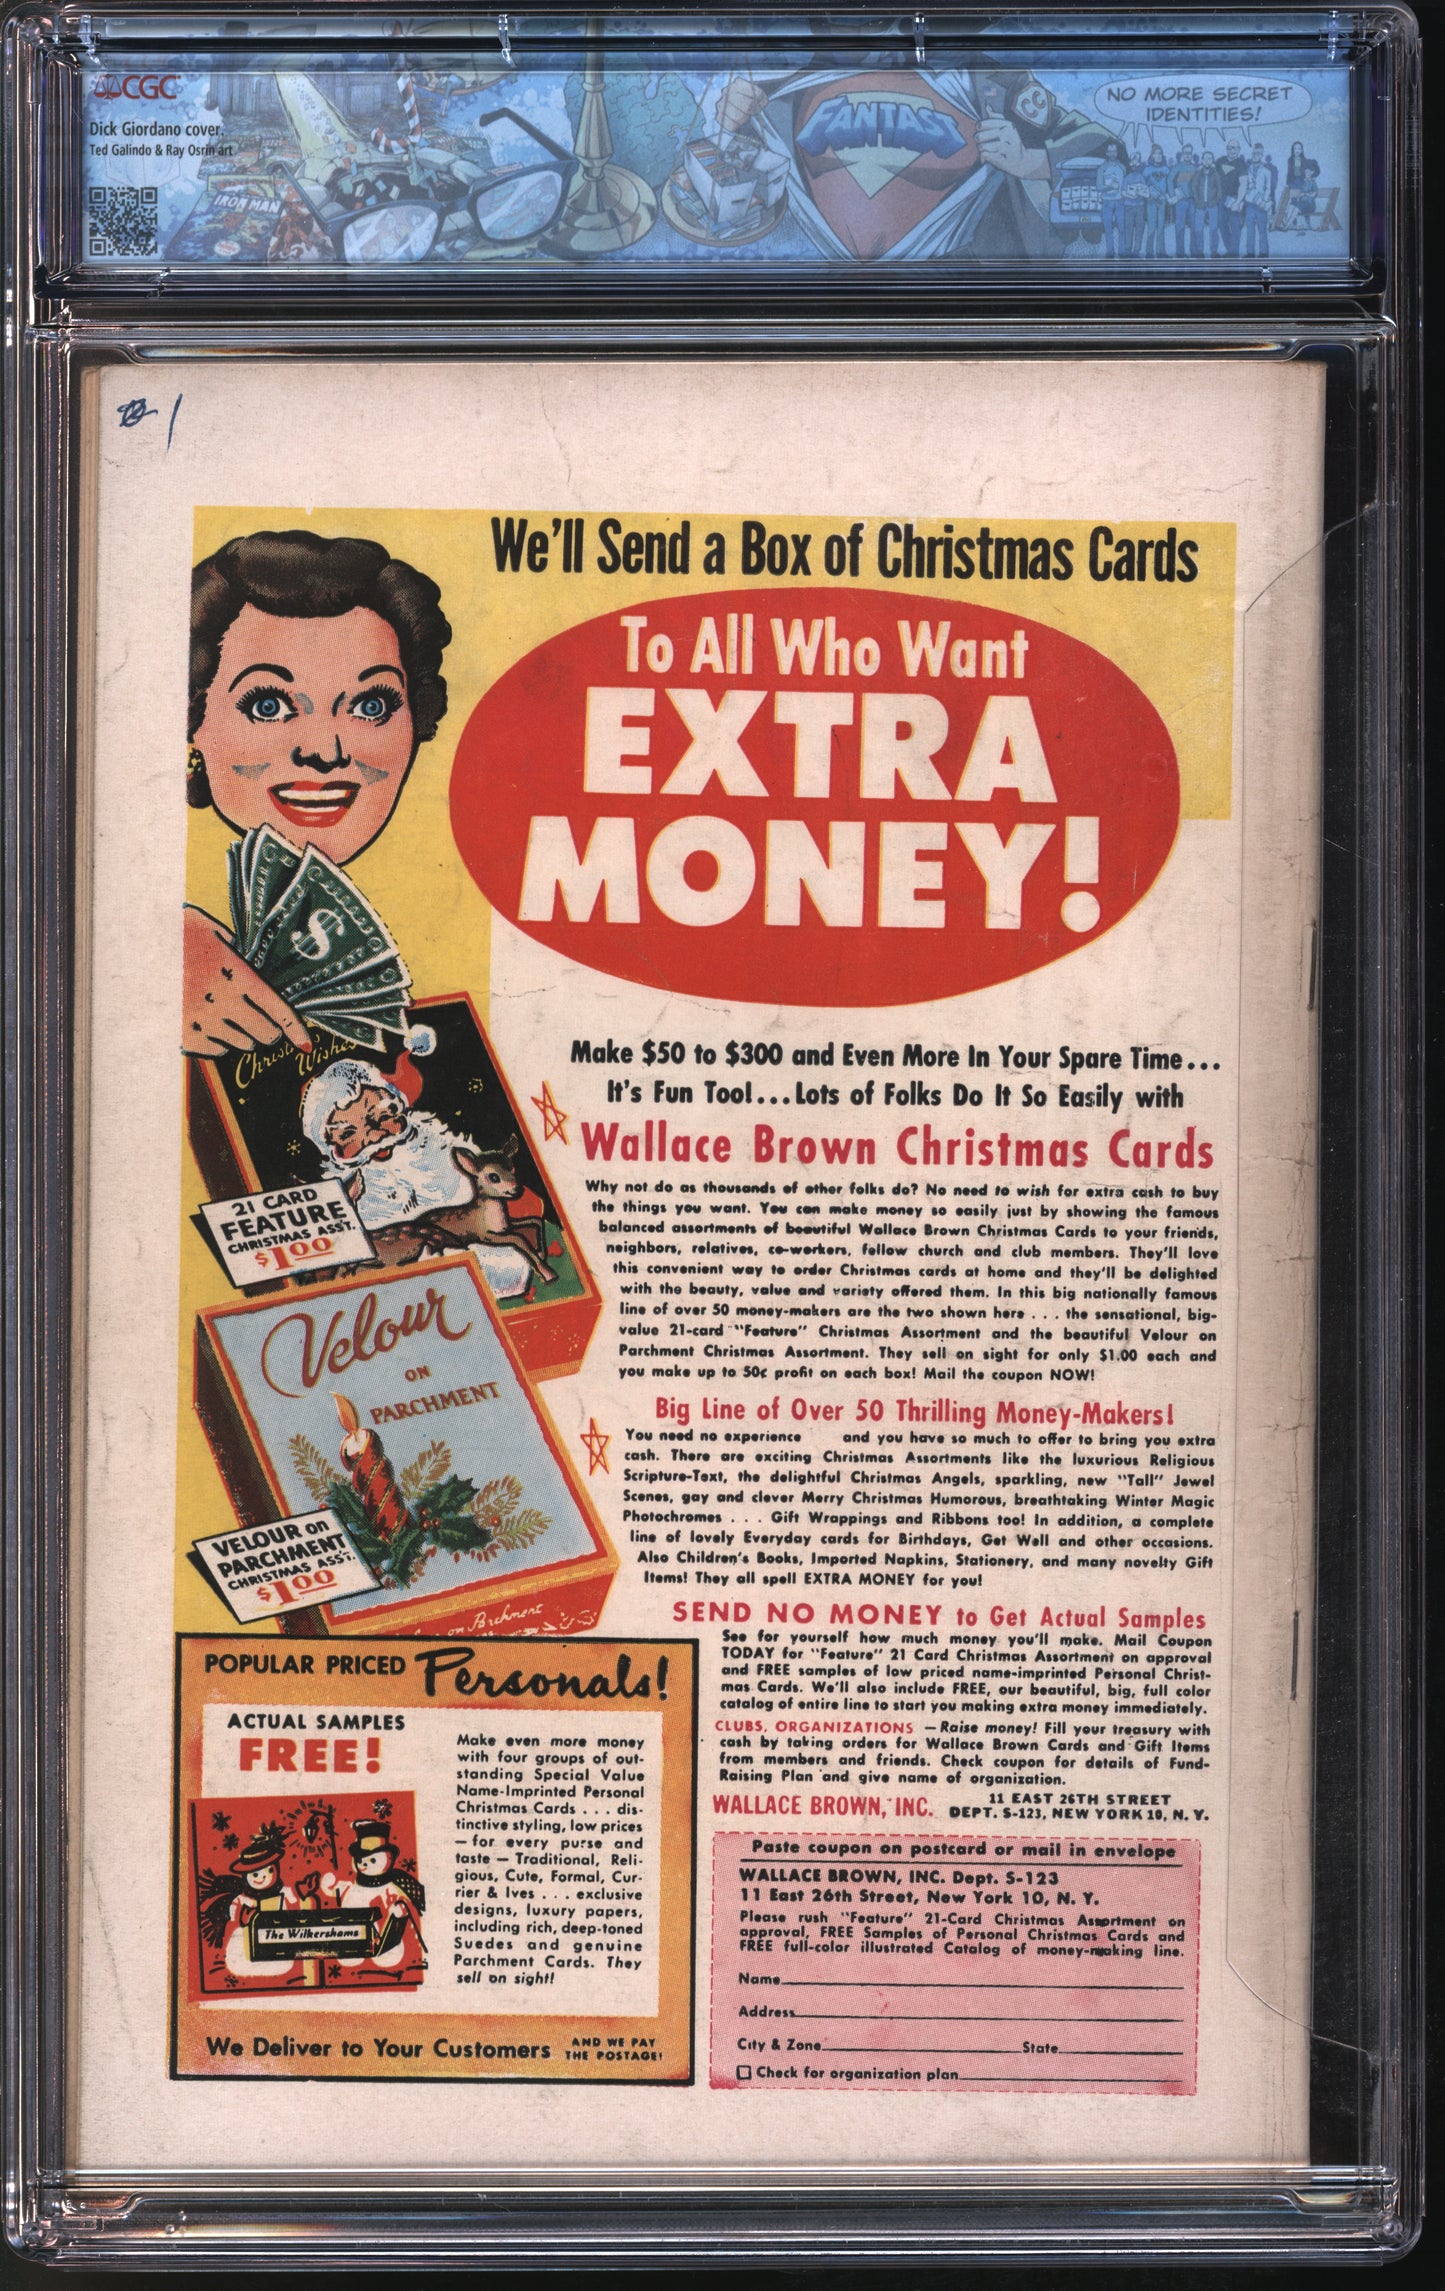 CGC
Dick Giordano cover.
Ted Galindo & Ray Osrin art
IRON MAN
FANTAST
CC
NO MORE SECRET
IDENTITIES!
1
We'll Send a Box of Christmas Cards
To All Who Want
EXTRA
MONEY!
Christmas Wishes
21 CARD
FEATURE
CHRISTMAS ASS'T.
$1.00
Make $50 to $300 and Even More In Your Spare Time...
It's Fun Too!...Lots of Folks Do It So Easily with
Wallace Brown Christmas Cards
Why not do as thousands of other folks do? No need to wish for extra cash to buy
the things you want. You can make money so easily just by showing the famous
balanced assortments of beautiful Wallace Brown Christmas Cards to your friends,
neighbors, relatives, co-workers, fellow church and club members. They'll love
this convenient way to order Christmas cards at home and they'll be delighted
with the beauty, value and variety offered them. In this big nationally famous
line of over 50 money-makers are the two shown here . . . the sensational, big-
value 21-card "Feature" Christmas Assortment and the beautiful Velour on
Parchment Christmas Assortment. They sell on sight for only $1.00 each and
you make up to 50¢ profit on each box! Mail the coupon NOW!
Velour
ON
PARCHMENT
VELOUR on
PARCHMENT
CHRISTMAS ASS'T.
$1.00
on Parchment
Big Line of Over 50 Thrilling Money-Makers!
You need no experience and you have so much to offer to bring you extra
cash. There are exciting Christmas Assortments like the luxurious Religious
Scripture-Text, the delightful Christmas Angels, sparkling, new "Tall" Jewel
Scenes, gay and clever Merry Christmas Humorous, breathtaking Winter Magic
Photochromes . . . Gift Wrappings and Ribbons too! In addition, a complete
line of lovely Everyday cards for Birthdays, Get Well and other occasions.
Also Children's Books, Imported Napkins, Stationery, and many novelty Gift
Items! They all spell EXTRA MONEY for you!
SEND NO MONEY to Get Actual Samples
See for yourself how much money you'll make. Mail Coupon
TODAY for "Feature" 21 Card Christmas Assortment on approval
and FREE samples of low priced name-imprinted Personal Christ-
mas Cards. We'll also include FREE, our beautiful, big, full color
catalog of entire line to start you making extra money immediately.
CLUBS, ORGANIZATIONS — Raise money! Fill your treasury with
cash by taking orders for Wallace Brown Cards and Gift Items
from members and friends. Check coupon for details of Fund-
Raising Plan and give name of organization.
WALLACE BROWN, INC. 11 EAST 26TH STREET
DEPT. S-123, NEW YORK 10, N. Y.
POPULAR PRICED Personals!
ACTUAL SAMPLES
FREE!
The Wilkershams
Make even more money
with four groups of out-
standing Special Value
Name-Imprinted Personal
Christmas Cards . . . dis-
tinctive styling, low prices
— for every purse and
taste — Traditional, Reli-
gious, Cute, Formal, Cur-
rier & Ives . . . exclusive
designs, luxury papers,
including rich, deep-toned
Suedes and genuine
Parchment Cards. They
sell on sight!
We Deliver to Your Customers AND WE PAY
THE POSTAGE!
Paste coupon on postcard or mail in envelope
WALLACE BROWN, INC. Dept. S-123
11 East 26th Street, New York 10, N. Y.
Please rush "Feature" 21-Card Christmas Assortment on
approval, FREE Samples of Personal Christmas Cards and
FREE full-color illustrated Catalog of money-making line.
Name
Address
City & Zone State
Check for organization plan